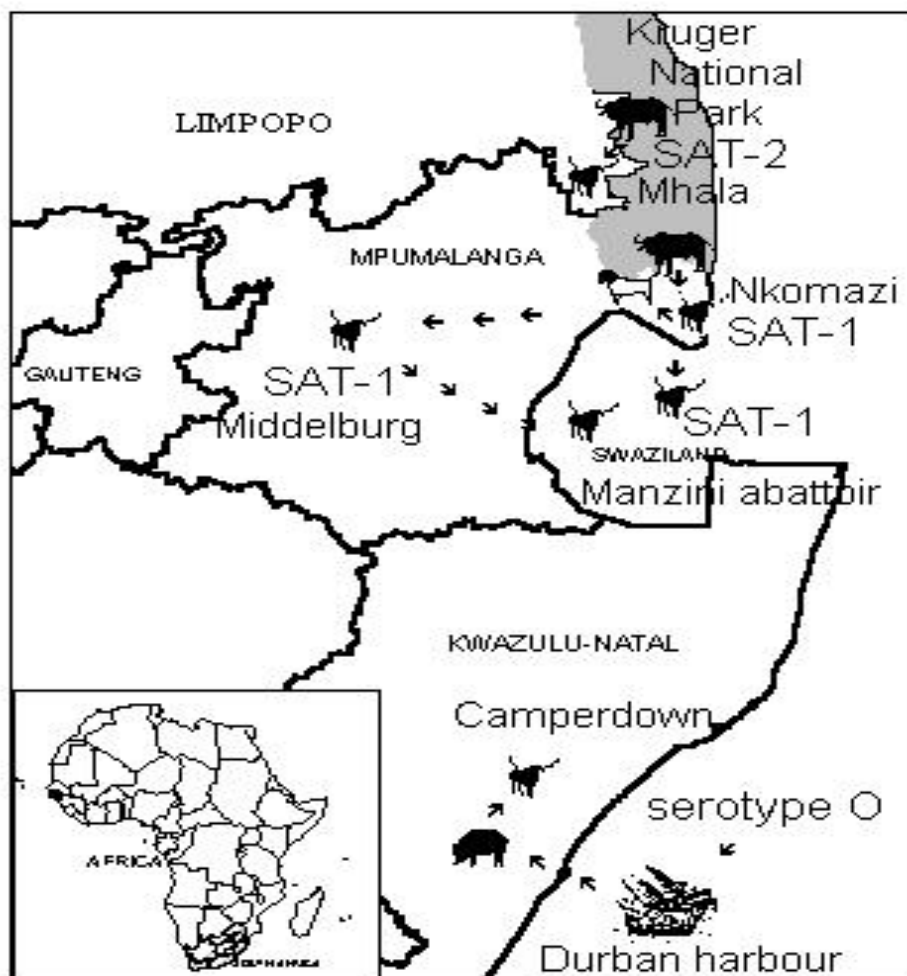 Kruger
National
Park
LIMPOPO
SAT-2
Mhala
MPUMALANGA
Nkomazi
SAT-1
GAUTENG
SAT-1
Middelburg
SAT-1
SWAZILAND
Manzini abattoir
KWAZULU-NATAL
Camperdown
serotype O
AFRICA
Durban harbour